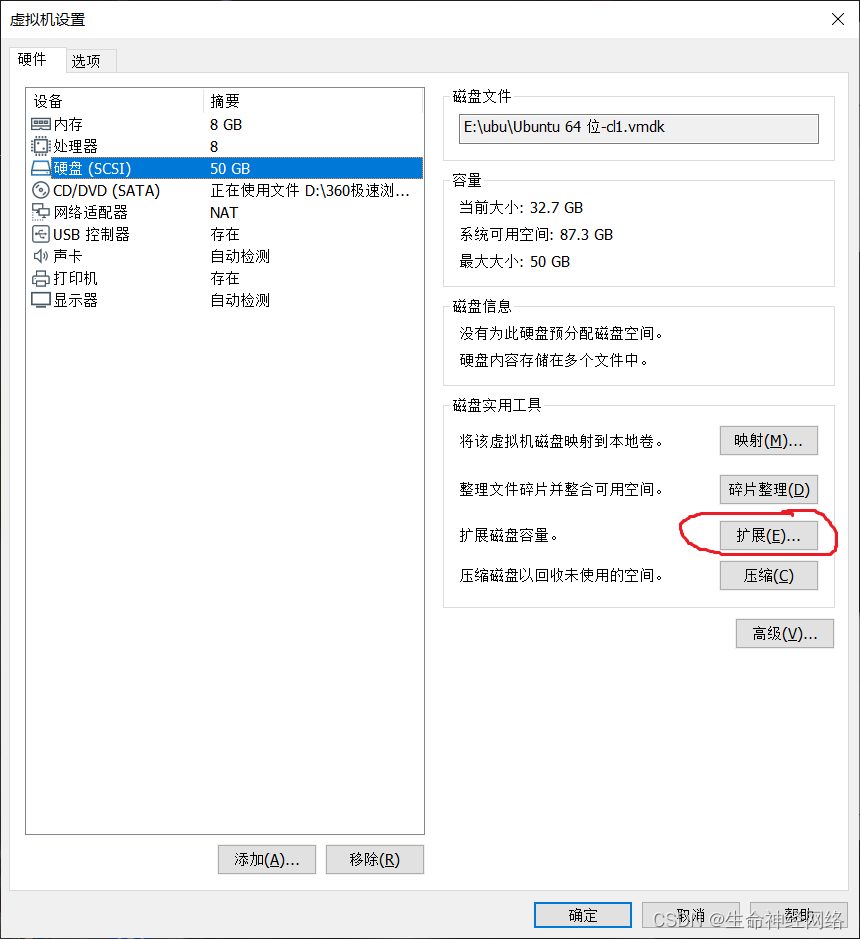 虚拟机设置
硬件 选项
设备 摘要
内存 8 GB
处理器 8
硬盘 (SCSI) 50 GB
CD/DVD (SATA) 正在使用文件 D:\360极速浏...
网络适配器 NAT
USB 控制器 存在
声卡 自动检测
打印机 存在
显示器 自动检测
添加(A)... 移除(R)
磁盘文件
E:\ubu\Ubuntu 64 位-cl1.vmdk
容量
当前大小: 32.7 GB
系统可用空间: 87.3 GB
最大大小: 50 GB
磁盘信息
没有为此硬盘预分配磁盘空间。
硬盘内容存储在多个文件中。
磁盘实用工具
将该虚拟机磁盘映射到本地卷。 映射(M)...
整理文件碎片并整合可用空间。 碎片整理(D)
扩展磁盘容量。 扩展(E)...
压缩磁盘以回收未使用的空间。 压缩(C)
高级(V)...
确定 取消 帮助
CSDN @生命神经网络